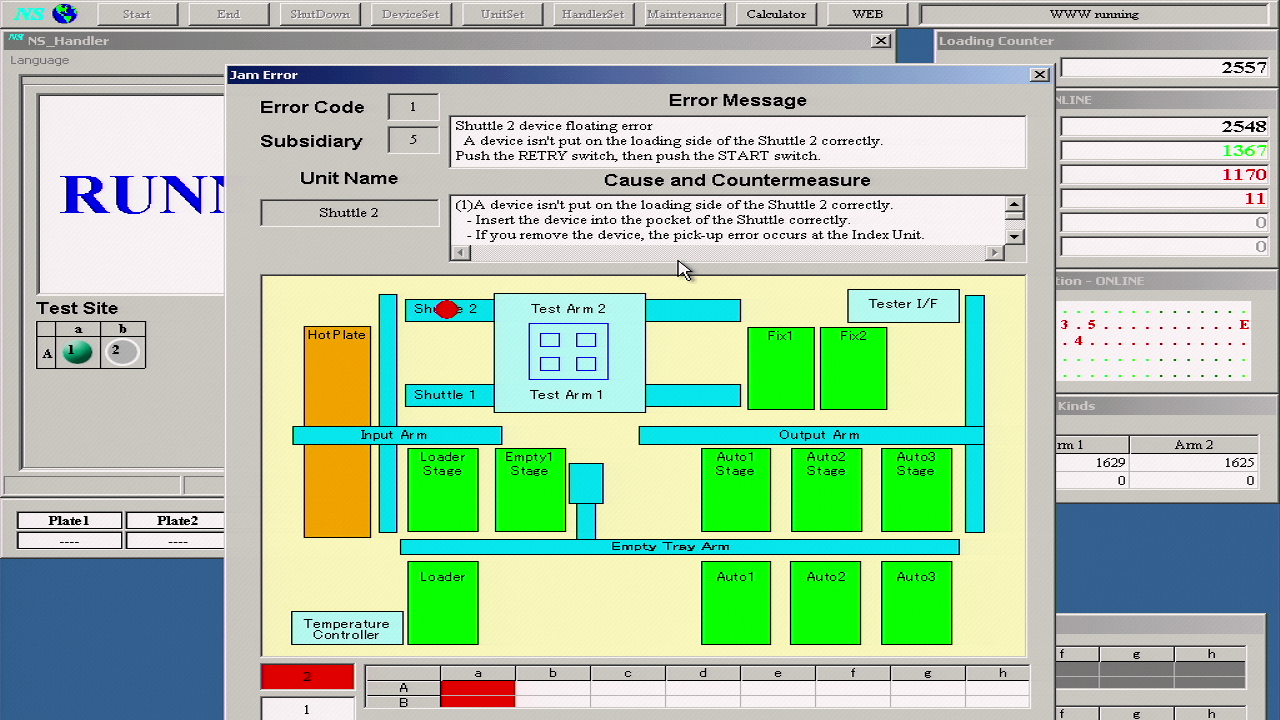 NS Start End ShutDown DeviceSet UnitSet HandlerSet Maintenance Calculator WEB WWW running
NS NS_Handler
Language
RUNN
Test Site
a b
A 1 2
Plate1 Plate2
---- ----
Loading Counter
2557
NLINE
2548
1367
1170
11
0
0
tion - ONLINE
3 . 5 . . . . . . . . E
. 4 . . . . . . . . .
Kinds
rm 1 Arm 2
1629 1625
0 0
f g h
f g h
Jam Error
Error Code 1
Subsidiary 5
Unit Name
Shuttle 2
Error Message
Shuttle 2 device floating error
A device isn't put on the loading side of the Shuttle 2 correctly.
Push the RETRY switch, then push the START switch.
Cause and Countermeasure
(1)A device isn't put on the loading side of the Shuttle 2 correctly.
- Insert the device into the pocket of the Shuttle correctly.
- If you remove the device, the pick-up error occurs at the Index Unit.
Shuttle 2
Test Arm 2
Tester I/F
HotPlate
Fix1 Fix2
Shuttle 1
Test Arm 1
Input Arm
Output Arm
Loader Stage
Empty1 Stage
Auto1 Stage
Auto2 Stage
Auto3 Stage
Empty Tray Arm
Loader
Auto1 Auto2 Auto3
Temperature Controller
2
1
a b c d e f g h
A
B